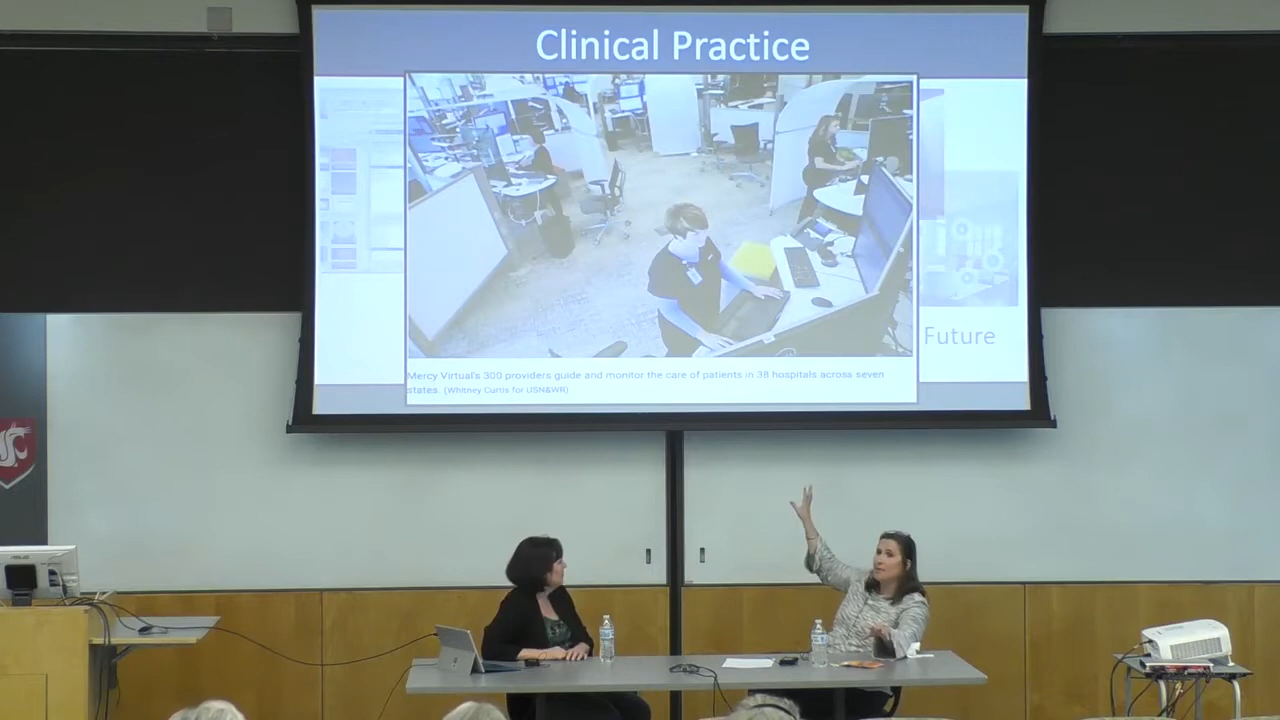 Clinical Practice
Mercy Virtual's 300 providers guide and monitor the care of patients in 38 hospitals across seven
states. (Whitney Curtis for USN&WR)
Future
ASUS